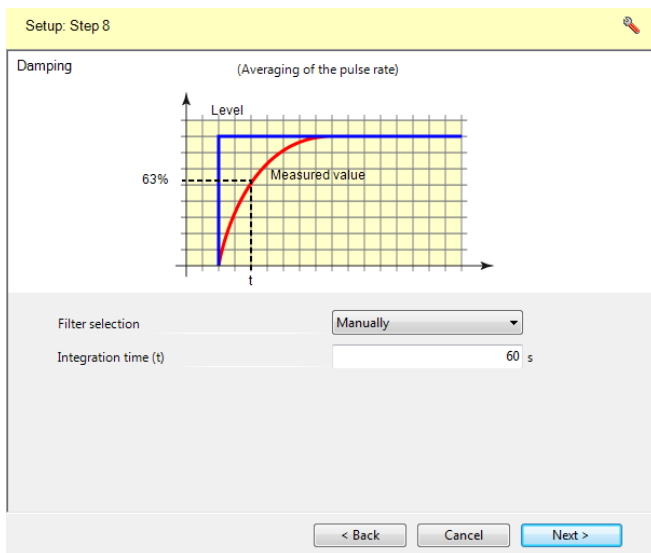 Setup: Step 8
Damping
(Averaging of the pulse rate)
Level
63%
Measured value
t
Filter selection
Manually
Integration time (t)
60 s
< Back
Cancel
Next >